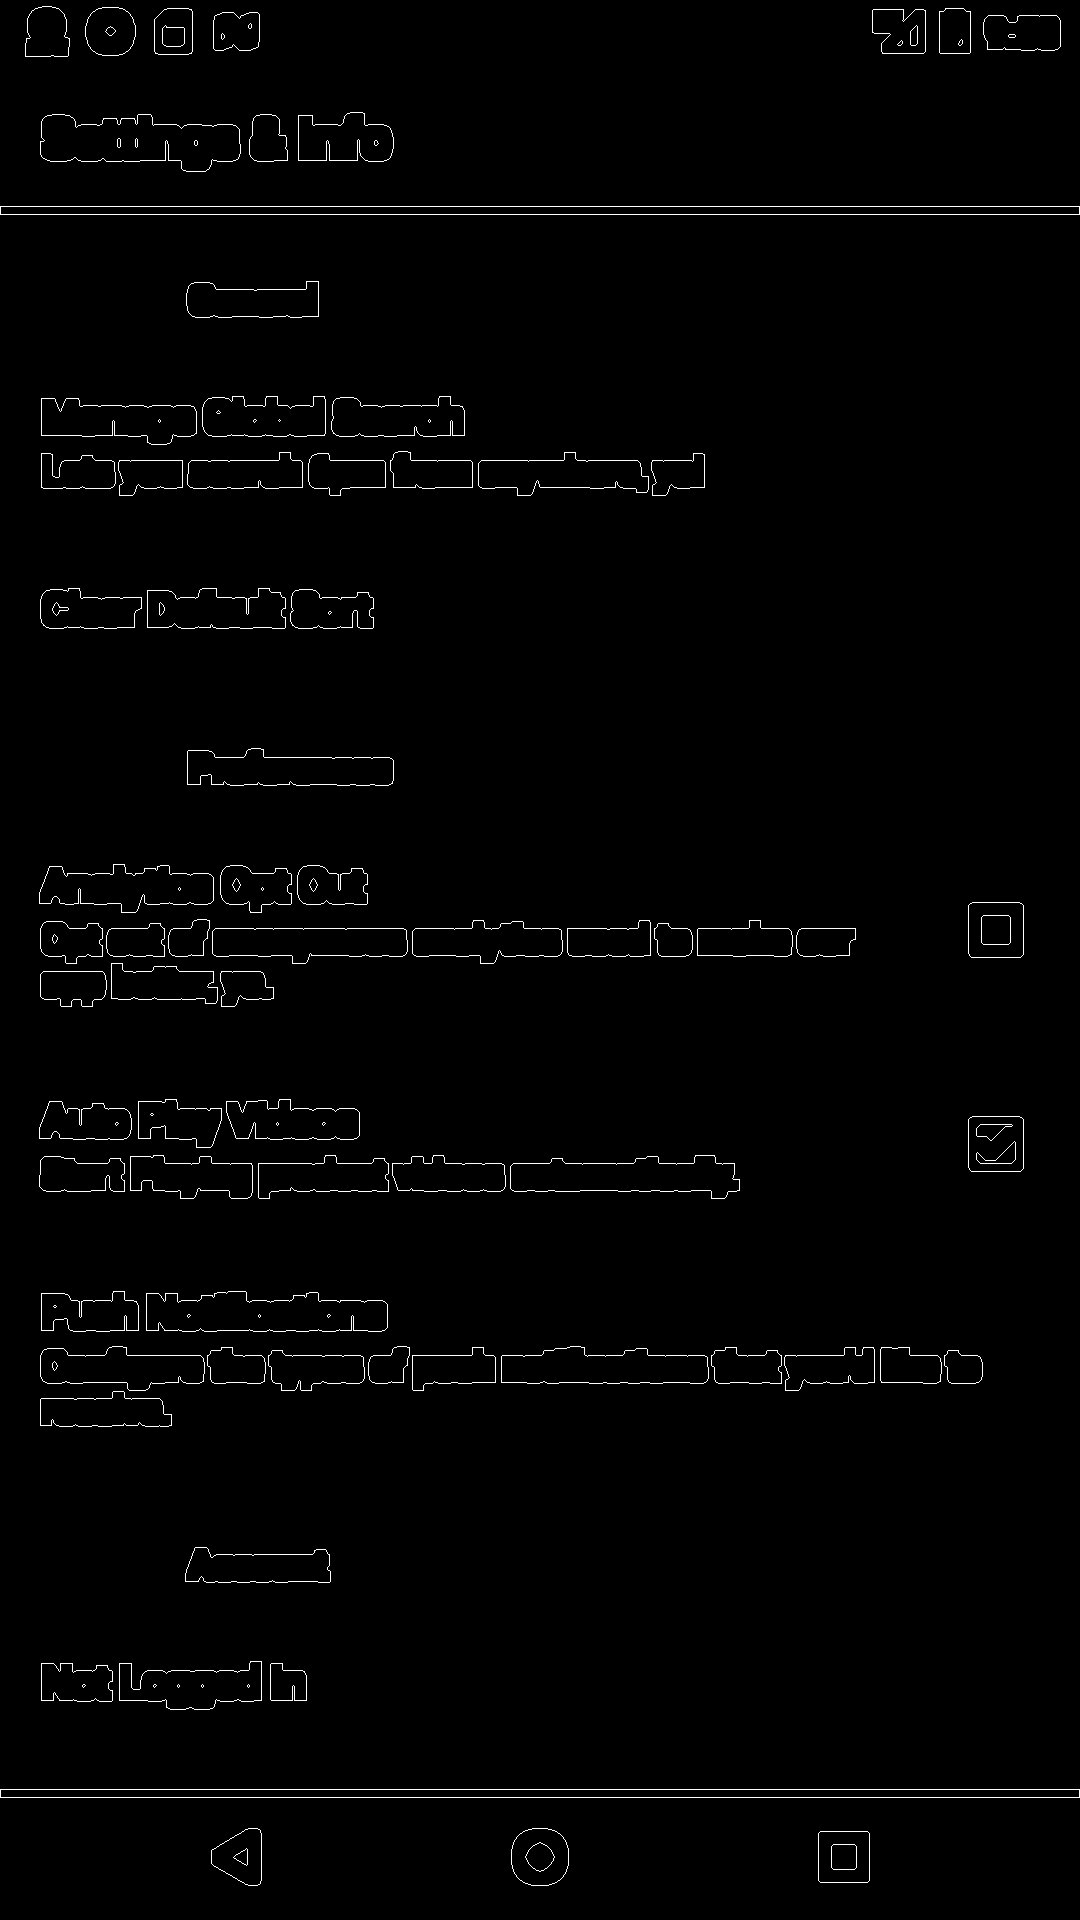 Settings & Info
General
Manage Global Search
Lets you search from anywhere, yo!
Clear Default Sort
Preferences
Analytics Opt Out
Opt out of anonymous analytics used to make our
app better, yo.
Auto Play Videos
Start Playing product videos automatically.
Push Notifications
Configure the types of push notifications that you'd like to
receive.
Account
Not Logged In